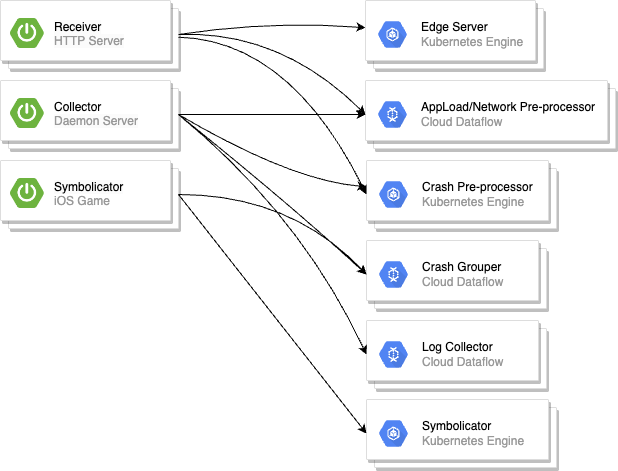 Receiver
HTTP Server
Collector
Daemon Server
Symbolicator
iOS Game
Edge Server
Kubernetes Engine
AppLoad/Network Pre-processor
Cloud Dataflow
Crash Pre-processor
Kubernetes Engine
Crash Grouper
Cloud Dataflow
Log Collector
Cloud Dataflow
Symbolicator
Kubernetes Engine